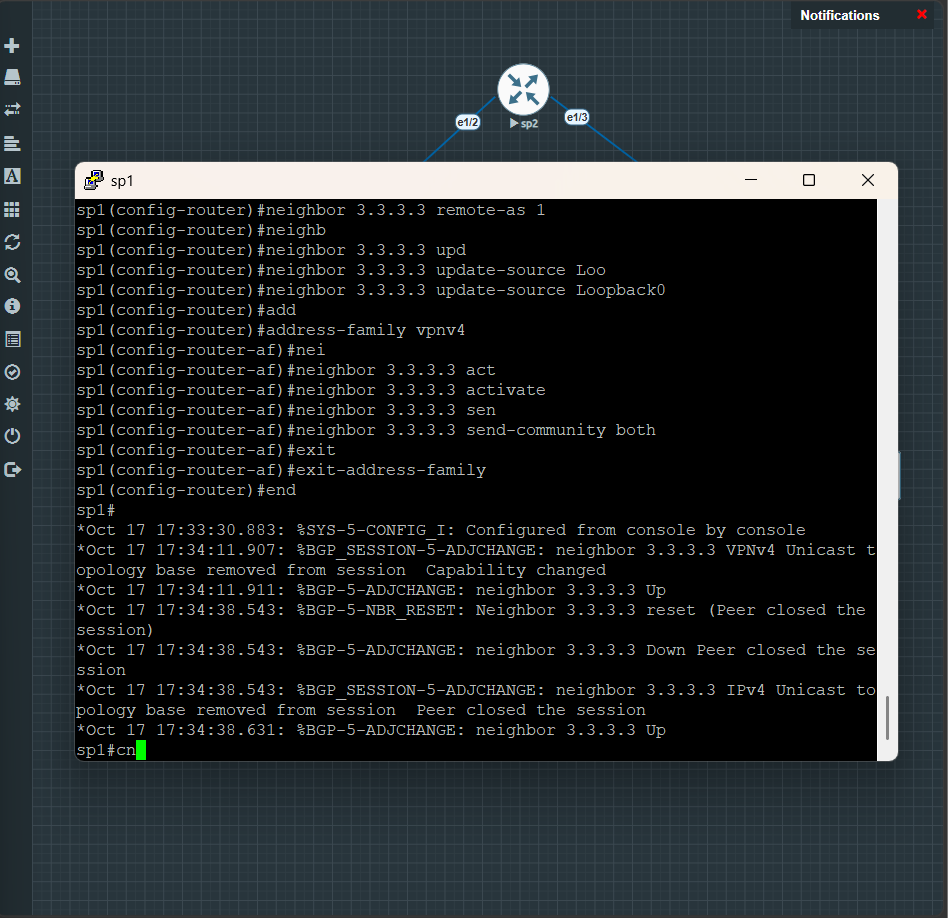 Notifications
e1/2
e1/3
sp2
sp1
sp1(config-router)#neighbor 3.3.3.3 remote-as 1
sp1(config-router)#neighb
sp1(config-router)#neighbor 3.3.3.3 upd
sp1(config-router)#neighbor 3.3.3.3 update-source Loo
sp1(config-router)#neighbor 3.3.3.3 update-source Loopback0
sp1(config-router)#add
sp1(config-router)#address-family vpnv4
sp1(config-router-af)#nei
sp1(config-router-af)#neighbor 3.3.3.3 act
sp1(config-router-af)#neighbor 3.3.3.3 activate
sp1(config-router-af)#neighbor 3.3.3.3 sen
sp1(config-router-af)#neighbor 3.3.3.3 send-community both
sp1(config-router-af)#exit
sp1(config-router-af)#exit-address-family
sp1(config-router)#end
sp1#
*Oct 17 17:33:30.883: %SYS-5-CONFIG_I: Configured from console by console
*Oct 17 17:34:11.907: %BGP_SESSION-5-ADJCHANGE: neighbor 3.3.3.3 VPNv4 Unicast t
opology base removed from session  Capability changed
*Oct 17 17:34:11.911: %BGP-5-ADJCHANGE: neighbor 3.3.3.3 Up
*Oct 17 17:34:38.543: %BGP-5-NBR_RESET: Neighbor 3.3.3.3 reset (Peer closed the
session)
*Oct 17 17:34:38.543: %BGP-5-ADJCHANGE: neighbor 3.3.3.3 Down Peer closed the se
ssion
*Oct 17 17:34:38.543: %BGP_SESSION-5-ADJCHANGE: neighbor 3.3.3.3 IPv4 Unicast to
pology base removed from session  Peer closed the session
*Oct 17 17:34:38.631: %BGP-5-ADJCHANGE: neighbor 3.3.3.3 Up
sp1#cn